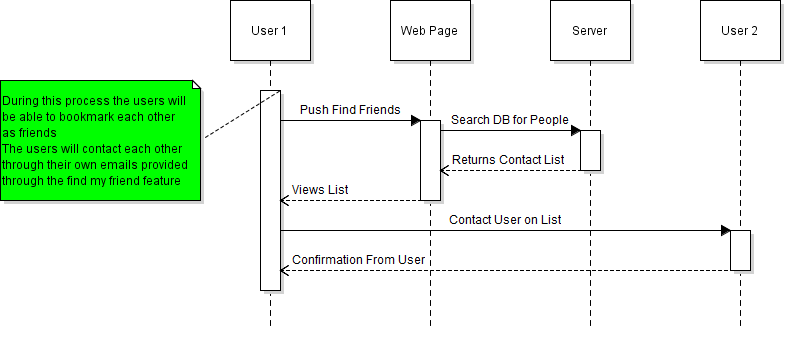 User 1
Web Page
Server
User 2
During this process the users will
be able to bookmark each other
as friends
The users will contact each other
through their own emails provided
through the find my friend feature
Push Find Friends
Search DB for People
Returns Contact List
Views List
Contact User on List
Confirmation From User